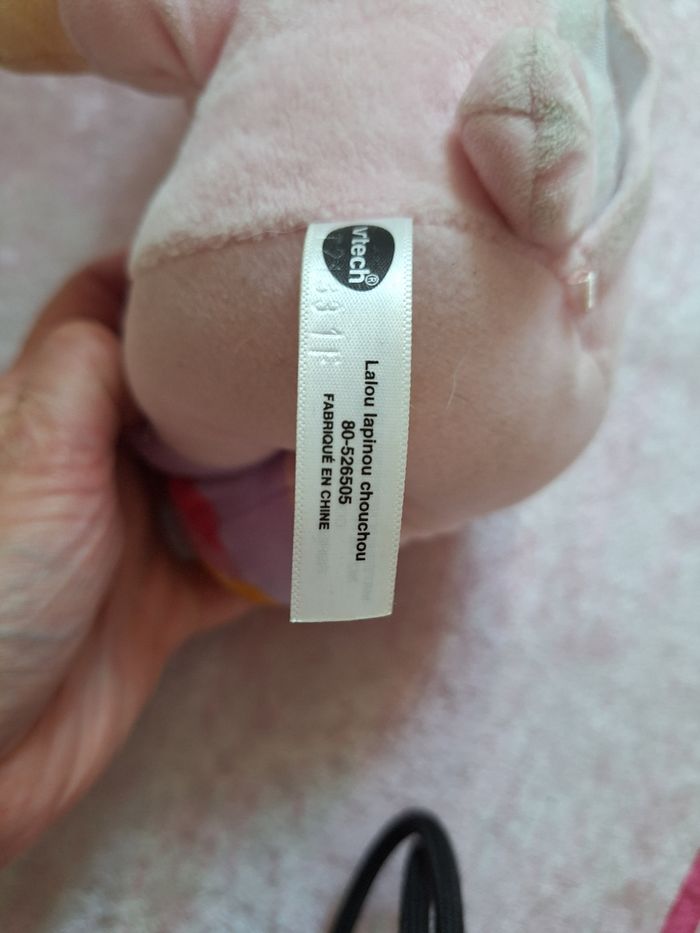 vtech®
Lalou lapinou chouchou
80-526505
FABRIQUÉ EN CHINE